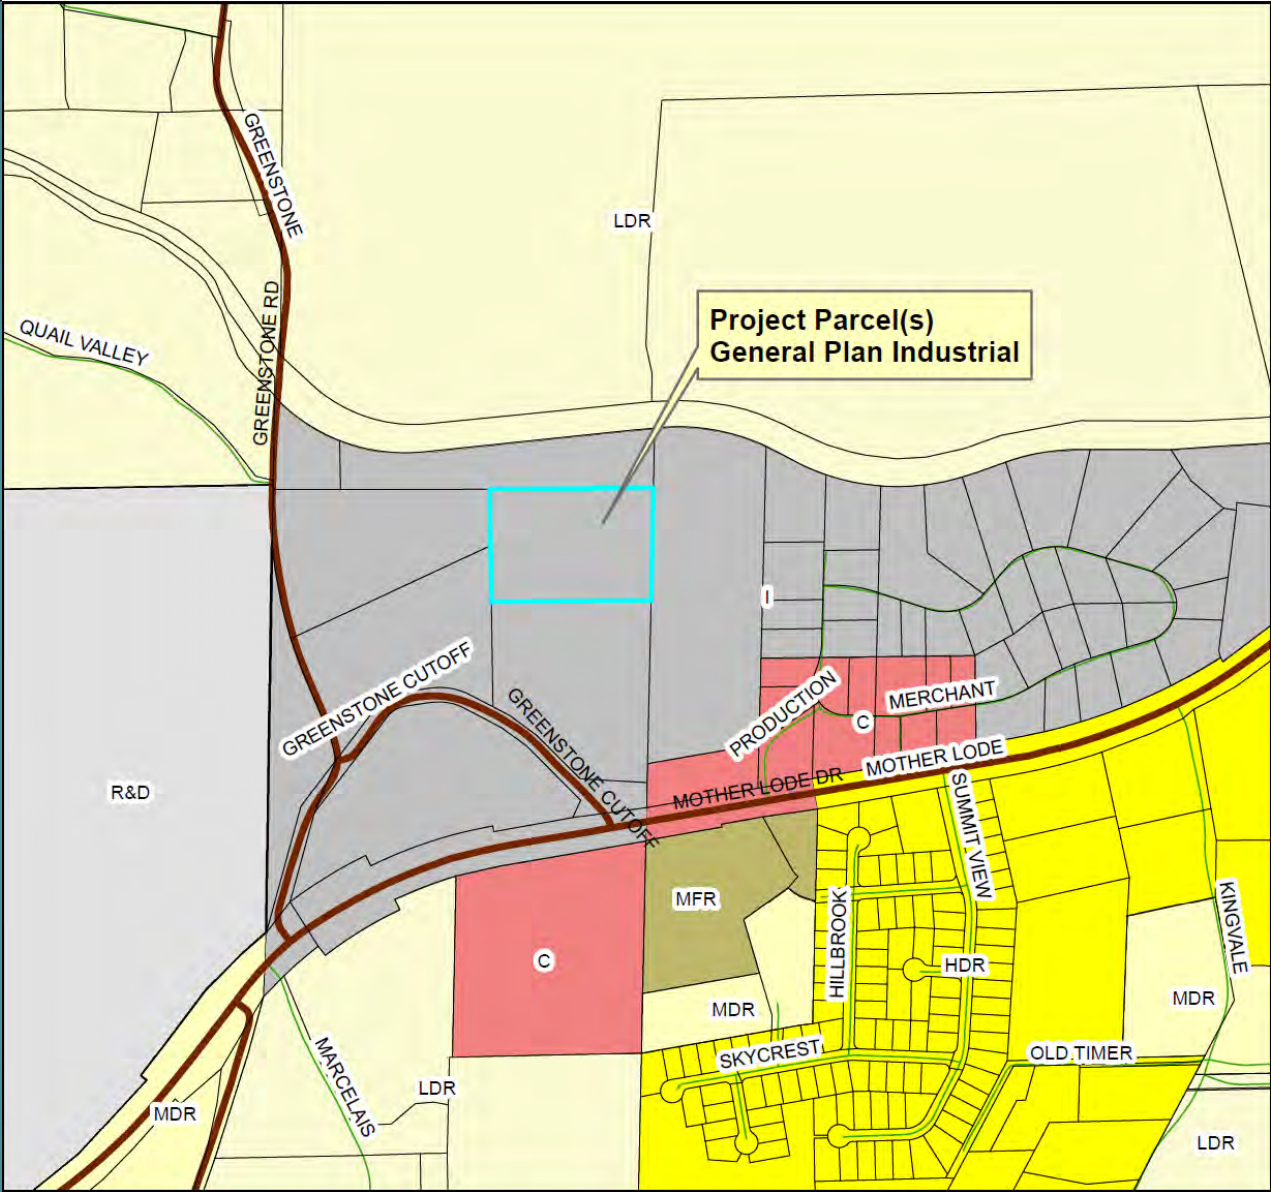 GREENSTONE
LDR
GREENSTONE RD
QUAIL VALLEY
Project Parcel(s)
General Plan Industrial
I
GREENSTONE CUTOFF
GREENSTONE CUTOFF
PRODUCTION
MERCHANT
C
MOTHER LODE
MOTHER LODE DR
R&D
SUMMIT VIEW
MFR
HILLBROOK
KINGVALE
C
HDR
MDR
MDR
SKYCREST
OLD TIMER
MARCELAIS
LDR
MDR
LDR